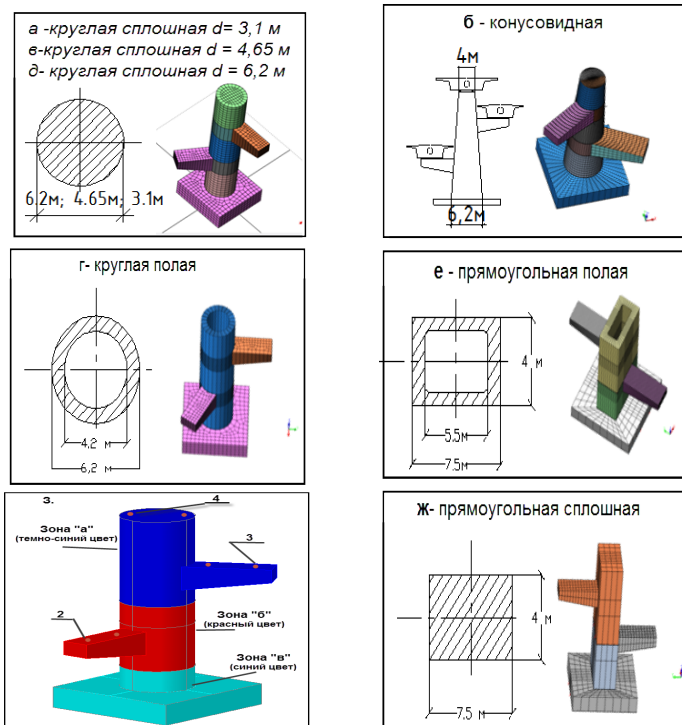 а -круглая сплошная d= 3,1 м
в-круглая сплошная d = 4,65 м
д- круглая сплошная d = 6,2 м
6.2м; 4.65м; 3.1м
б - конусовидная
4м
6,2м
г- круглая полая
4,2 м
6,2 м
е - прямоугольная полая
4 м
5.5м
7.5м
з.
4
Зона "а"
(темно-синий цвет)
3
2
Зона "б"
(красный цвет)
Зона "в"
(синий цвет)
ж- прямоугольная сплошная
4 м
7.5 м